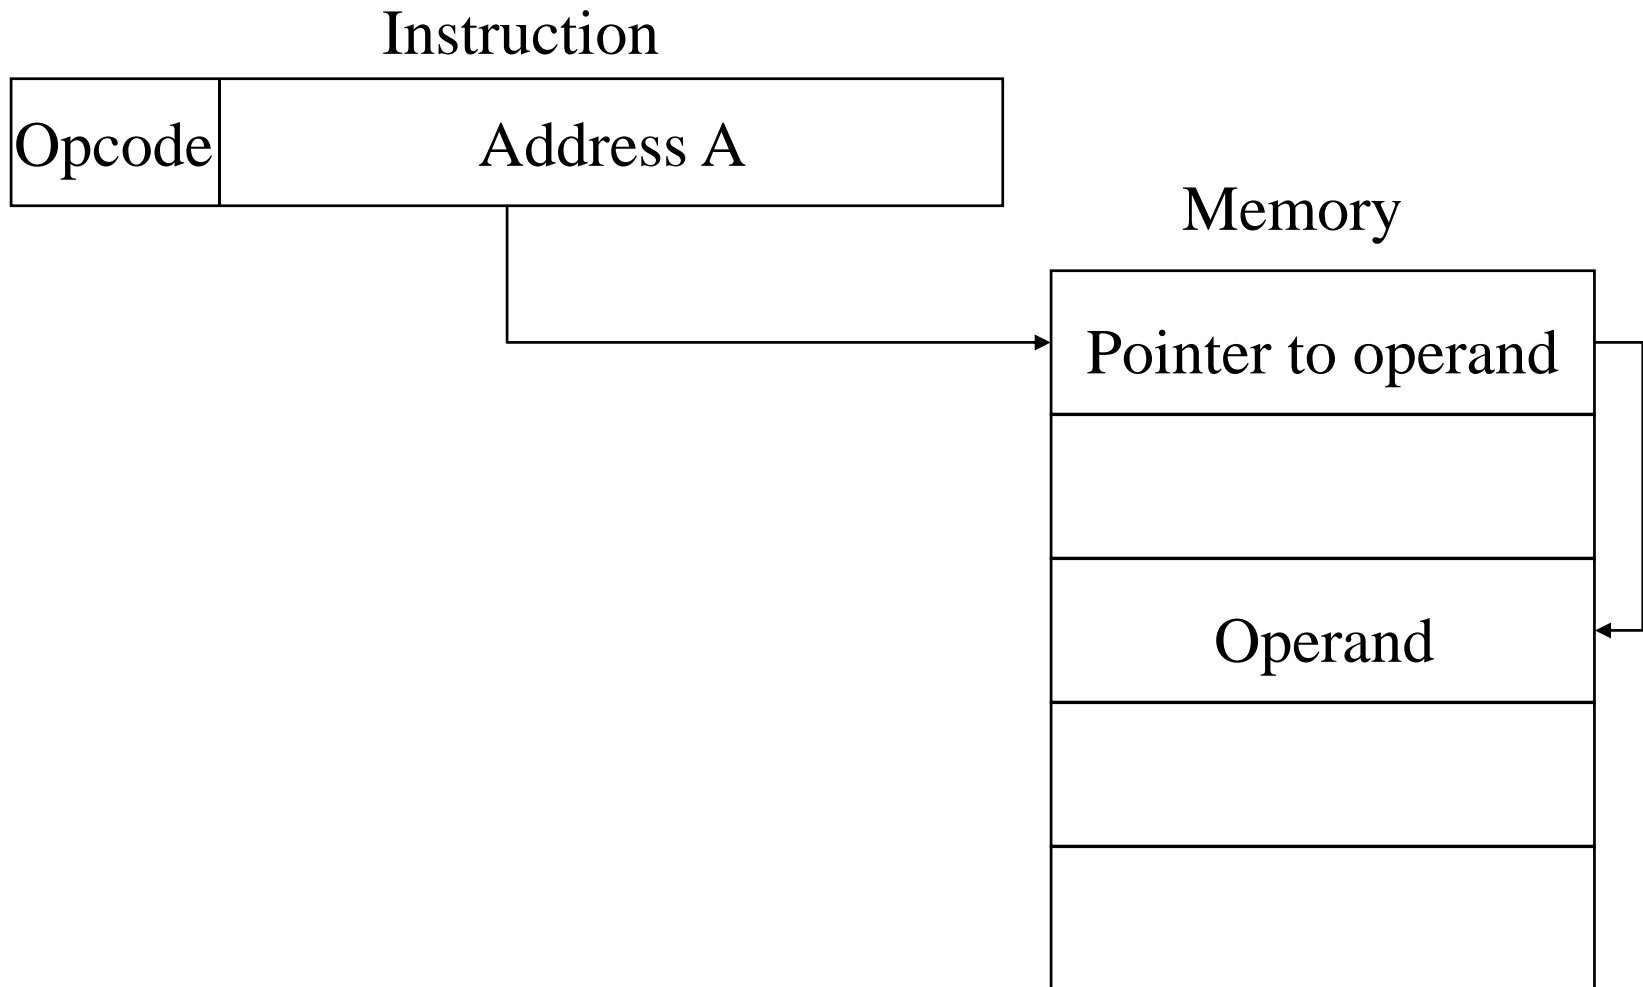 Instruction
Opcode
Address A
Memory
Pointer to operand
Operand